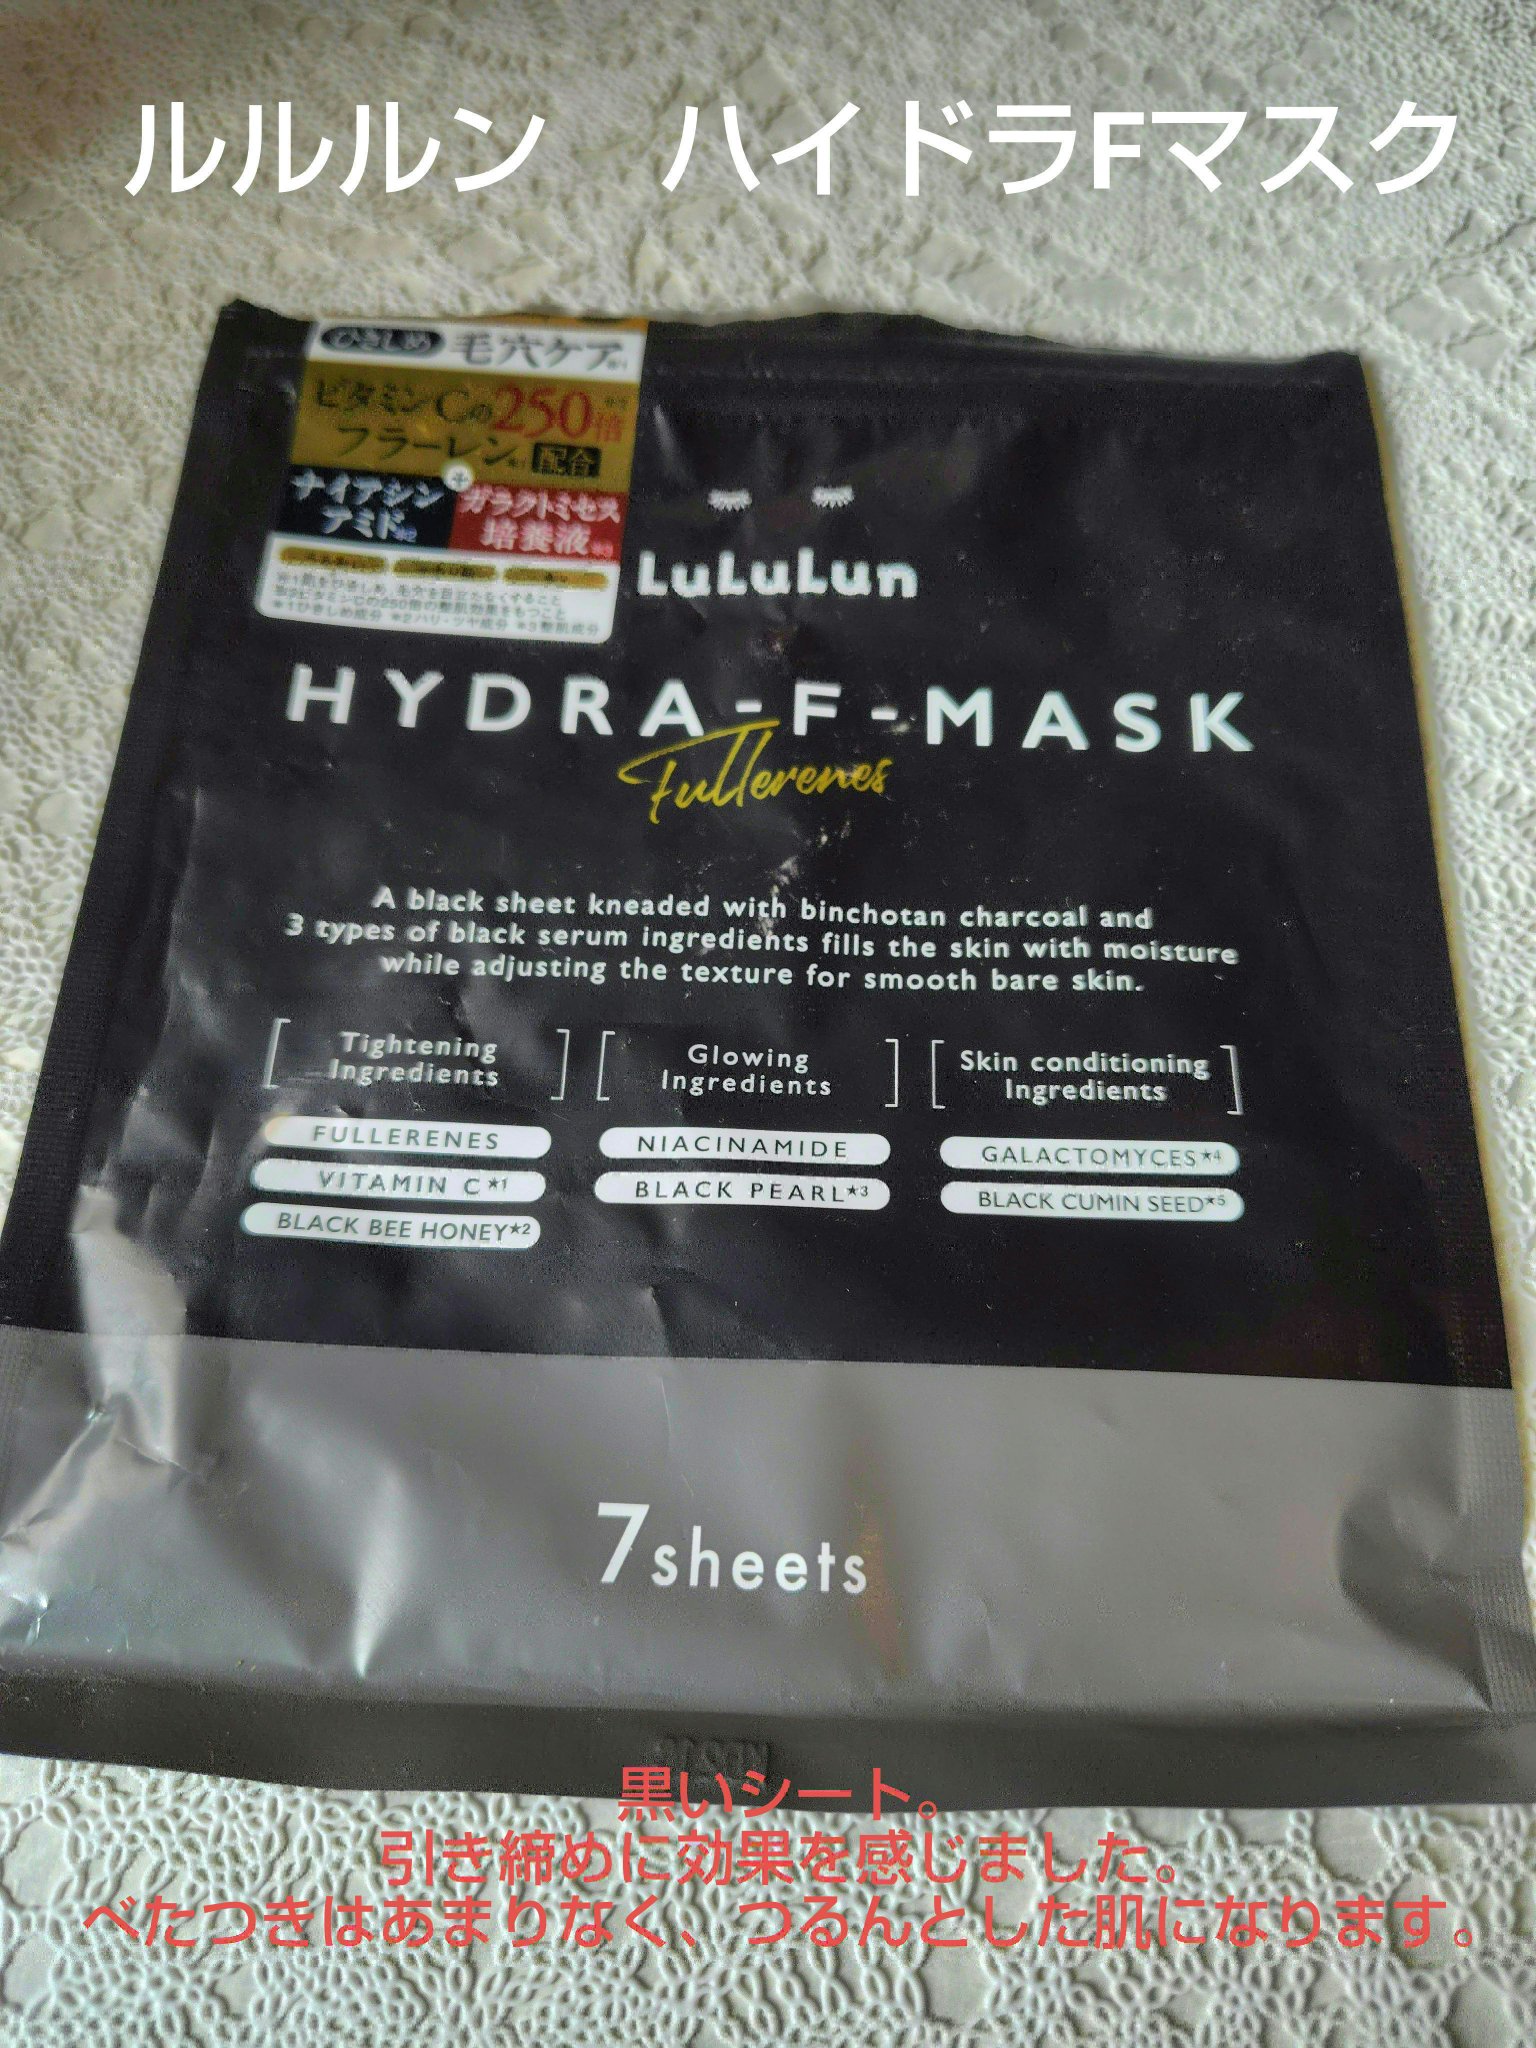 ルルルン　ハイドラFマスク
ひきしめ 毛穴ケア
ビタミンCの250倍
フラーレン 配合
+
ナイアシン
アミド※2
ガラクトミセス
培養液※3
LuLuLun
HYDRA-F-MASK
Fullerenes
A black sheet kneaded with binchotan charcoal and
3 types of black serum ingredients fills the skin with moisture
while adjusting the texture for smooth bare skin.
Tightening
Ingredients
FULLERENES
VITAMIN C★1
BLACK BEE HONEY★2
Glowing
Ingredients
NIACINAMIDE
BLACK PEARL★3
Skin conditioning
Ingredients
GALACTOMYCES★4
BLACK CUMIN SEED★5
7sheets
黒いシート。
引き締めに効果を感じました。
べたつきはあまりなく、つるんとした肌になります。